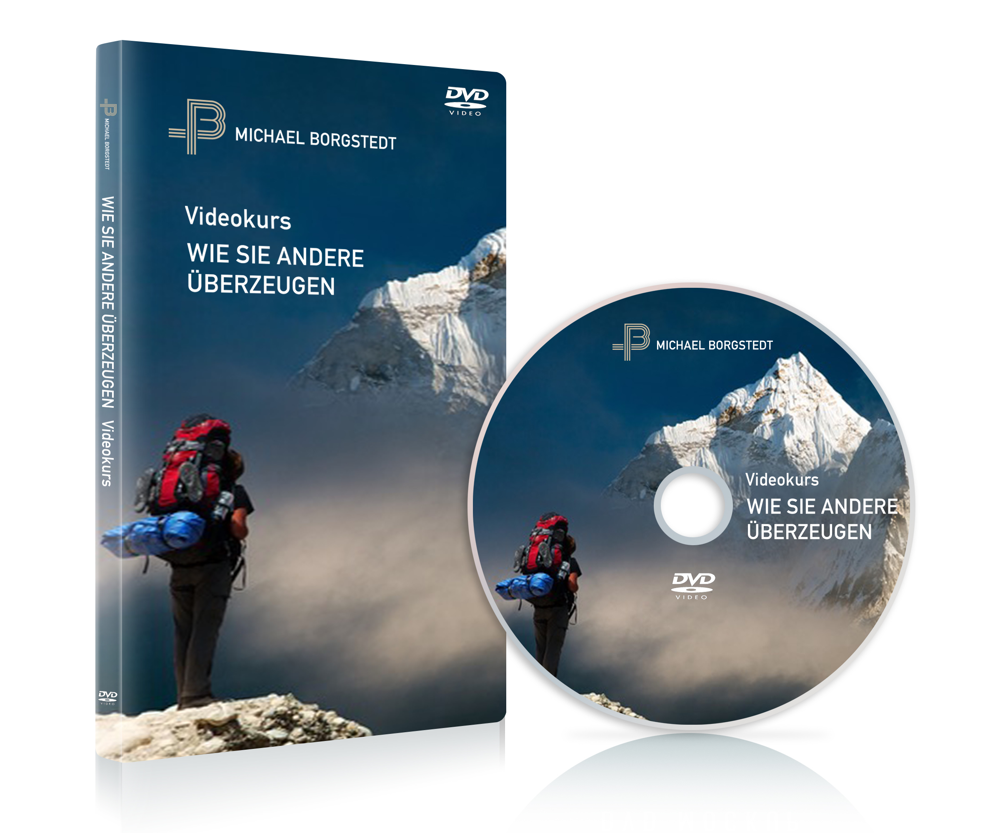 MICHAEL BORGSTEDT
WIE SIE ANDERE ÜBERZEUGEN Videokurs
DVD
VIDEO
DVD
VIDEO
B MICHAEL BORGSTEDT
Videokurs
WIE SIE ANDERE
ÜBERZEUGEN
B MICHAEL BORGSTEDT
Videokurs
WIE SIE ANDERE
ÜBERZEUGEN
DVD
VIDEO